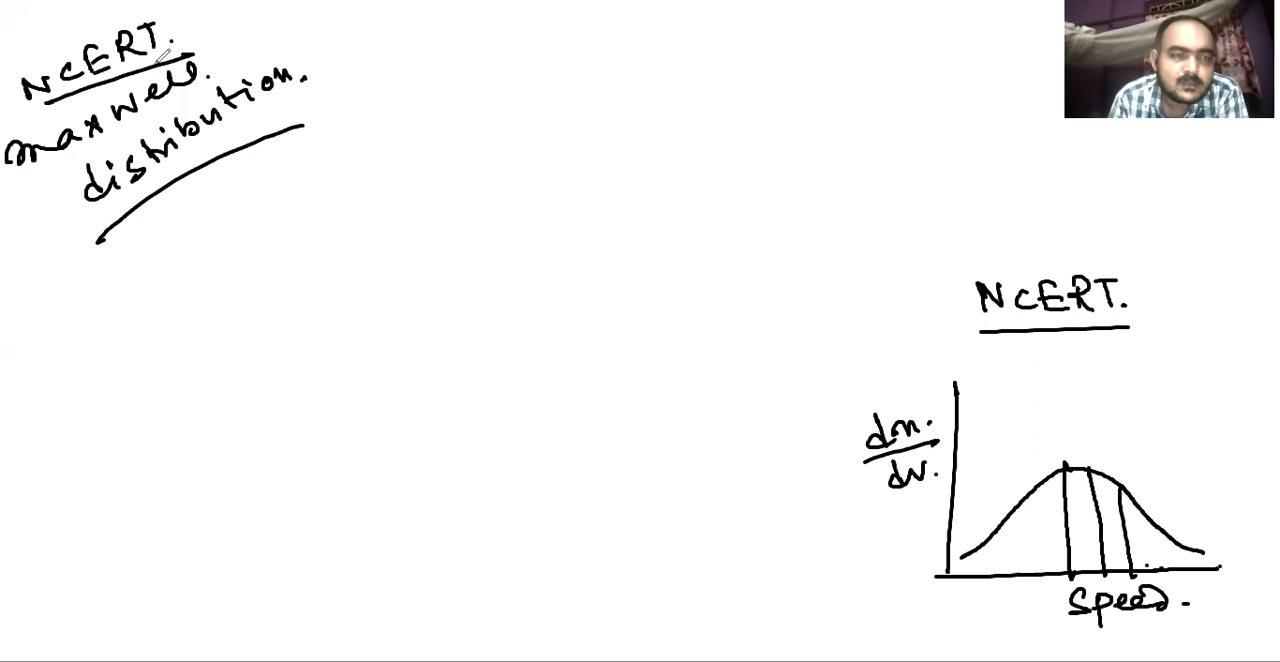 NCERT.
maxwell.
distribution.
NCERT.
dn.
dv.
Speed.